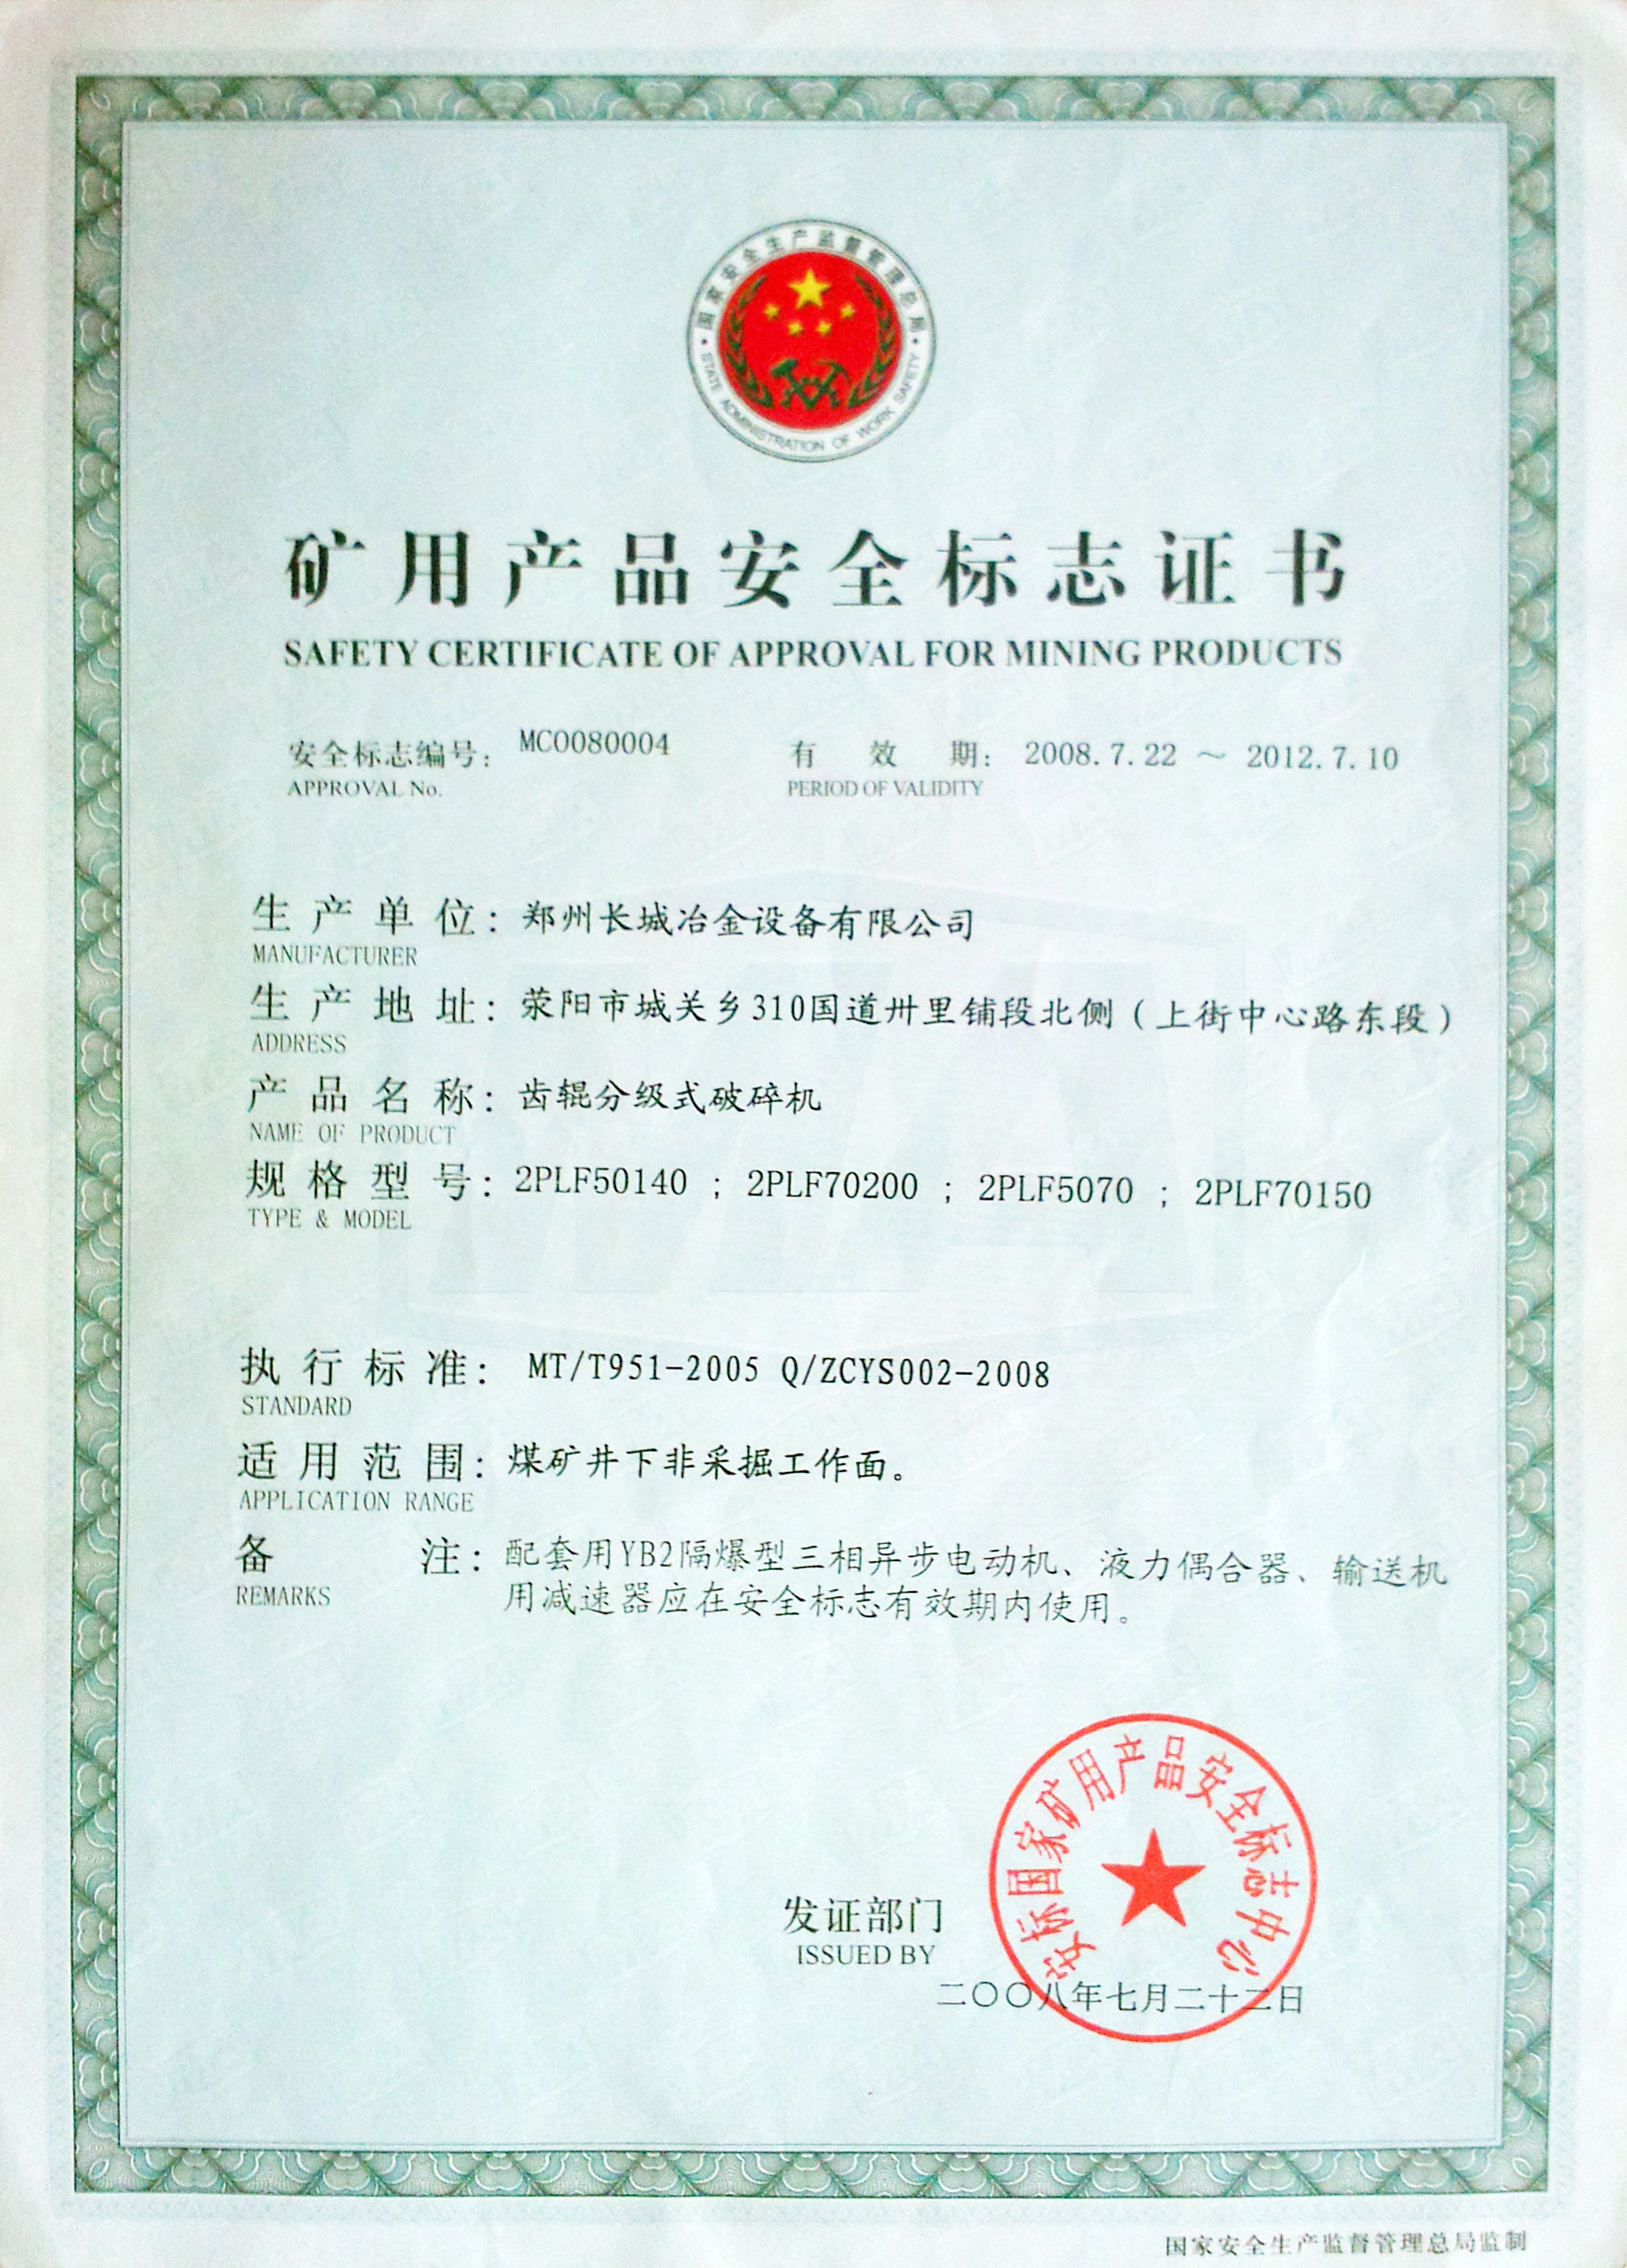 国家安全生产监督管理总局
STATE ADMINISTRATION OF WORK SAFETY
矿用产品安全标志证书
SAFETY CERTIFICATE OF APPROVAL FOR MINING PRODUCTS
安全标志编号: MCO080004 有效期: 2008.7.22 ～ 2012.7.10
APPROVAL No. PERIOD OF VALIDITY
生产单位: 郑州长城冶金设备有限公司
MANUFACTURER
生产地址: 荥阳市城关乡310国道卅里铺段北侧(上街中心路东段)
ADDRESS
产品名称: 齿辊分级式破碎机
NAME OF PRODUCT
规格型号: 2PLF50140 ; 2PLF70200 ; 2PLF5070 ; 2PLF70150
TYPE & MODEL
执行标准: MT/T951-2005 Q/ZCYS002-2008
STANDARD
适用范围: 煤矿井下非采掘工作面。
APPLICATION RANGE
备注: 配套用YB2隔爆型三相异步电动机、液力偶合器、输送机
REMARKS 用减速器应在安全标志有效期内使用。
安标国家矿用产品安全标志中心
发证部门
ISSUED BY
二〇〇八年七月二十二日
国家安全生产监督管理总局监制